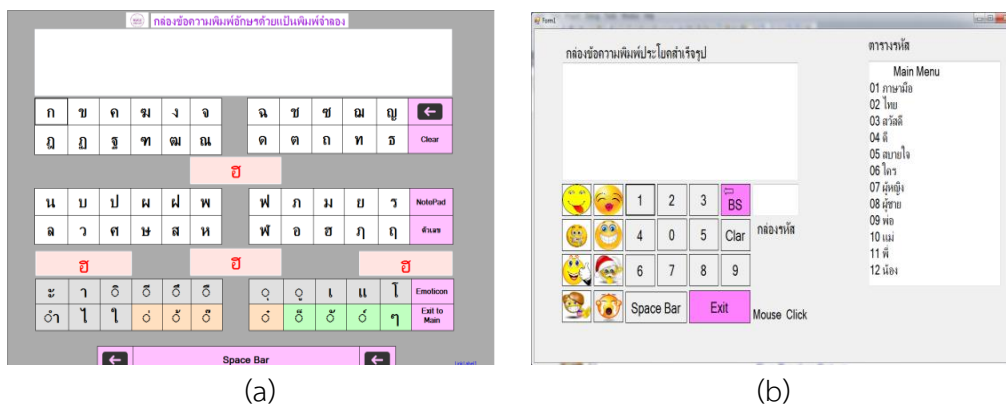 กล่องข้อความพิมพ์อักษรด้วยแป้นพิมพ์จำลอง
ก ข ค ฆ ง จ ฉ ช ซ ฌ ญ
ฎ ฏ ฐ ฑ ฒ ณ ด ต ถ ท ธ Clear
ฮี
น บ ป ผ ฝ พ ฟ ภ ม ย ร NotePad
ล ว ศ ษ ส ห ฬ อ ฮ ฦ ฤ ตัวเลข
ฮี ฮี ฮี
ะ า ิ ี ึ ื ุ ู เ แ โ Emoticon
ำ ใ ไ ่ ้ ๊ ๋ ็ ั ์ ๆ Exit to Main
Space Bar
(a)
Form1
กล่องข้อความพิมพ์ประโยคสำเร็จรูป
1 2 3 BS
4 0 5 Clar กล่องรหัส
6 7 8 9
Space Bar Exit Mouse Click
ตารางรหัส
Main Menu
01 ภาษามือ
02 ไทย
03 สวัสดี
04 ดี
05 สบายใจ
06 ใคร
07 ผู้หญิง
08 ผู้ชาย
09 พ่อ
10 แม่
11 พี่
12 น้อง
(b)